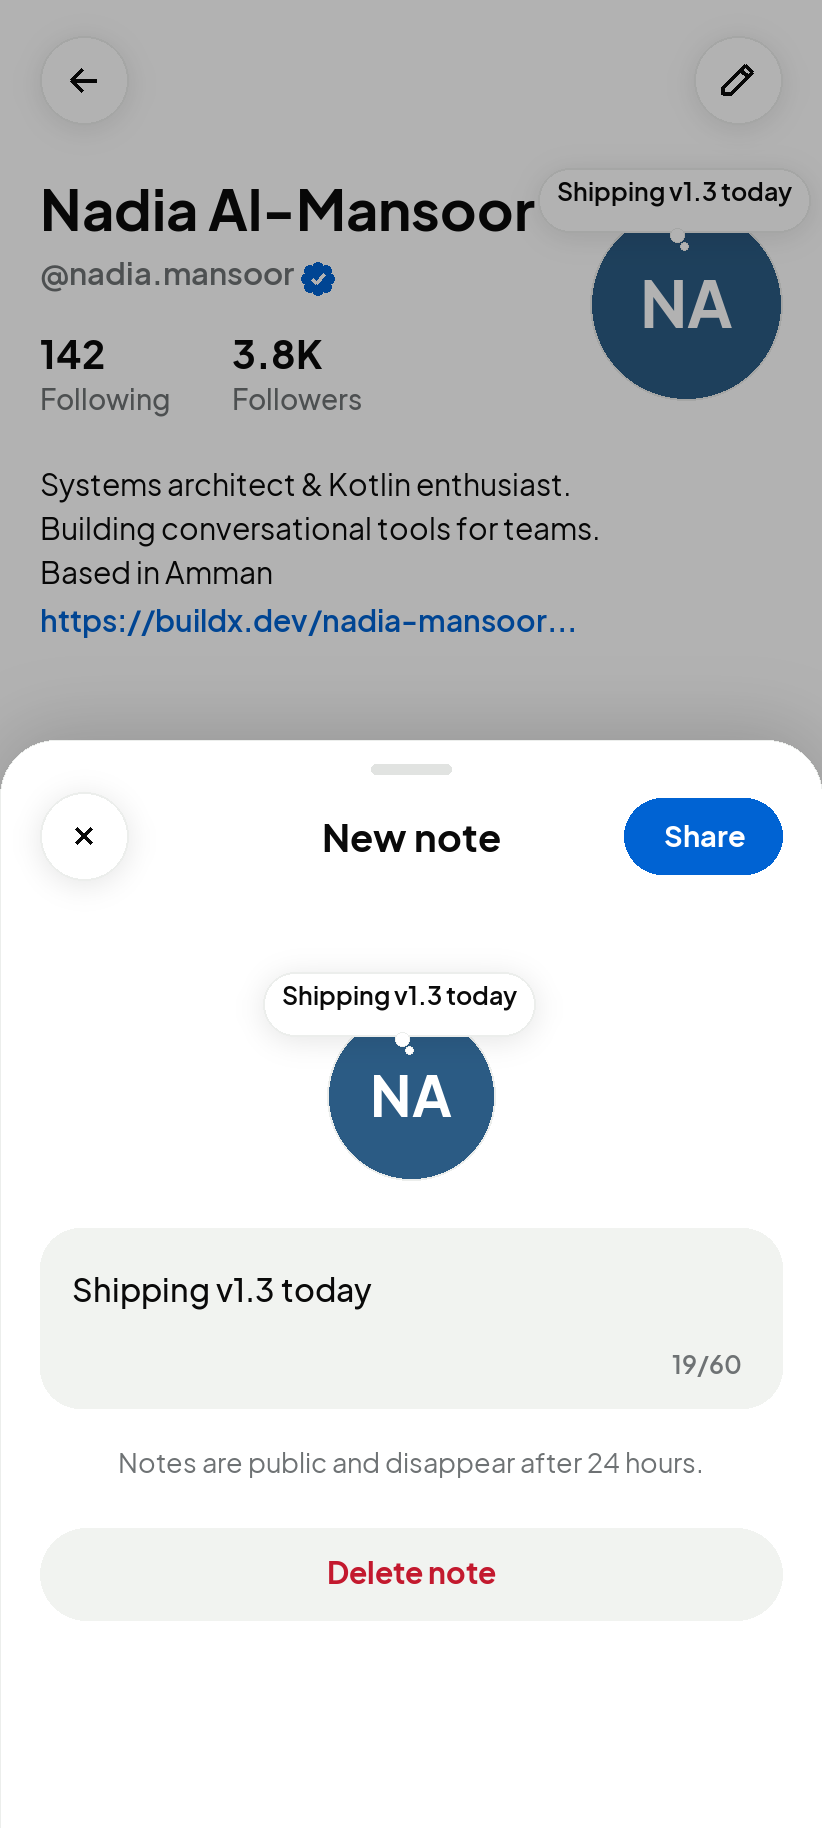 Nadia Al-Mansoor
Shipping v1.3 today
@nadia.mansoor
NA
142
Following
3.8K
Followers
Systems architect & Kotlin enthusiast.
Building conversational tools for teams.
Based in Amman
https://buildx.dev/nadia-mansoor...
New note
Share
Shipping v1.3 today
NA
Shipping v1.3 today
19/60
Notes are public and disappear after 24 hours.
Delete note